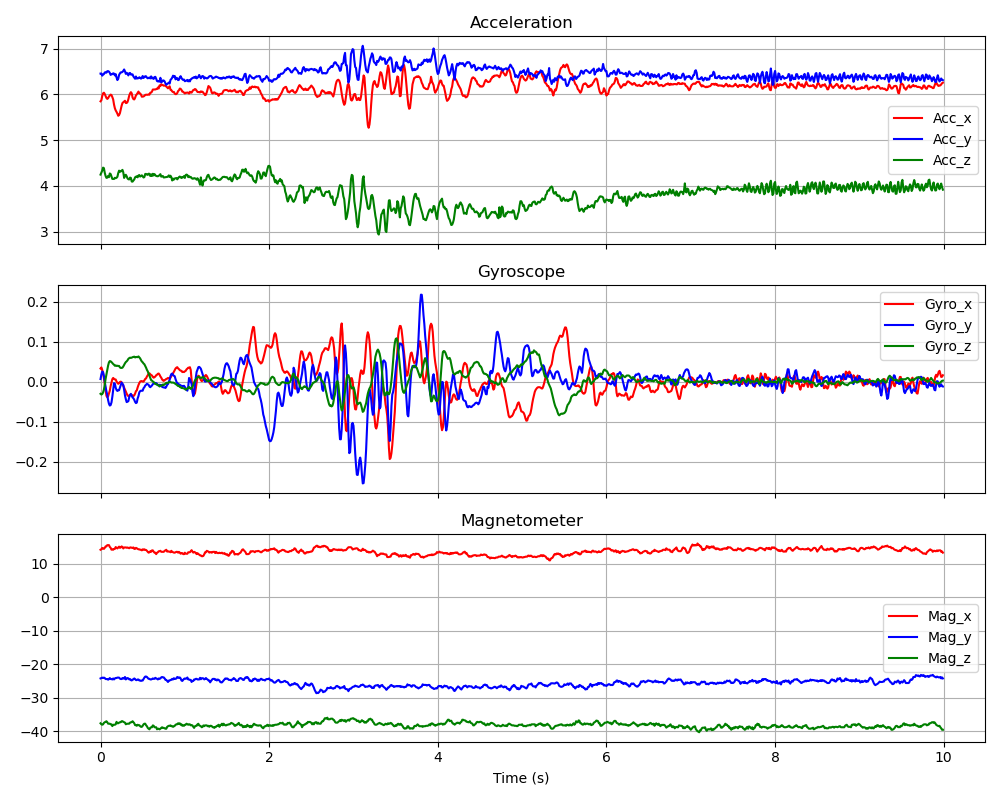 Acceleration
7
6
5
4
3
Acc_x
Acc_y
Acc_z
Gyroscope
0.2
0.1
0.0
−0.1
−0.2
Gyro_x
Gyro_y
Gyro_z
Magnetometer
10
0
−10
−20
−30
−40
Mag_x
Mag_y
Mag_z
0 2 4 6 8 10
Time (s)